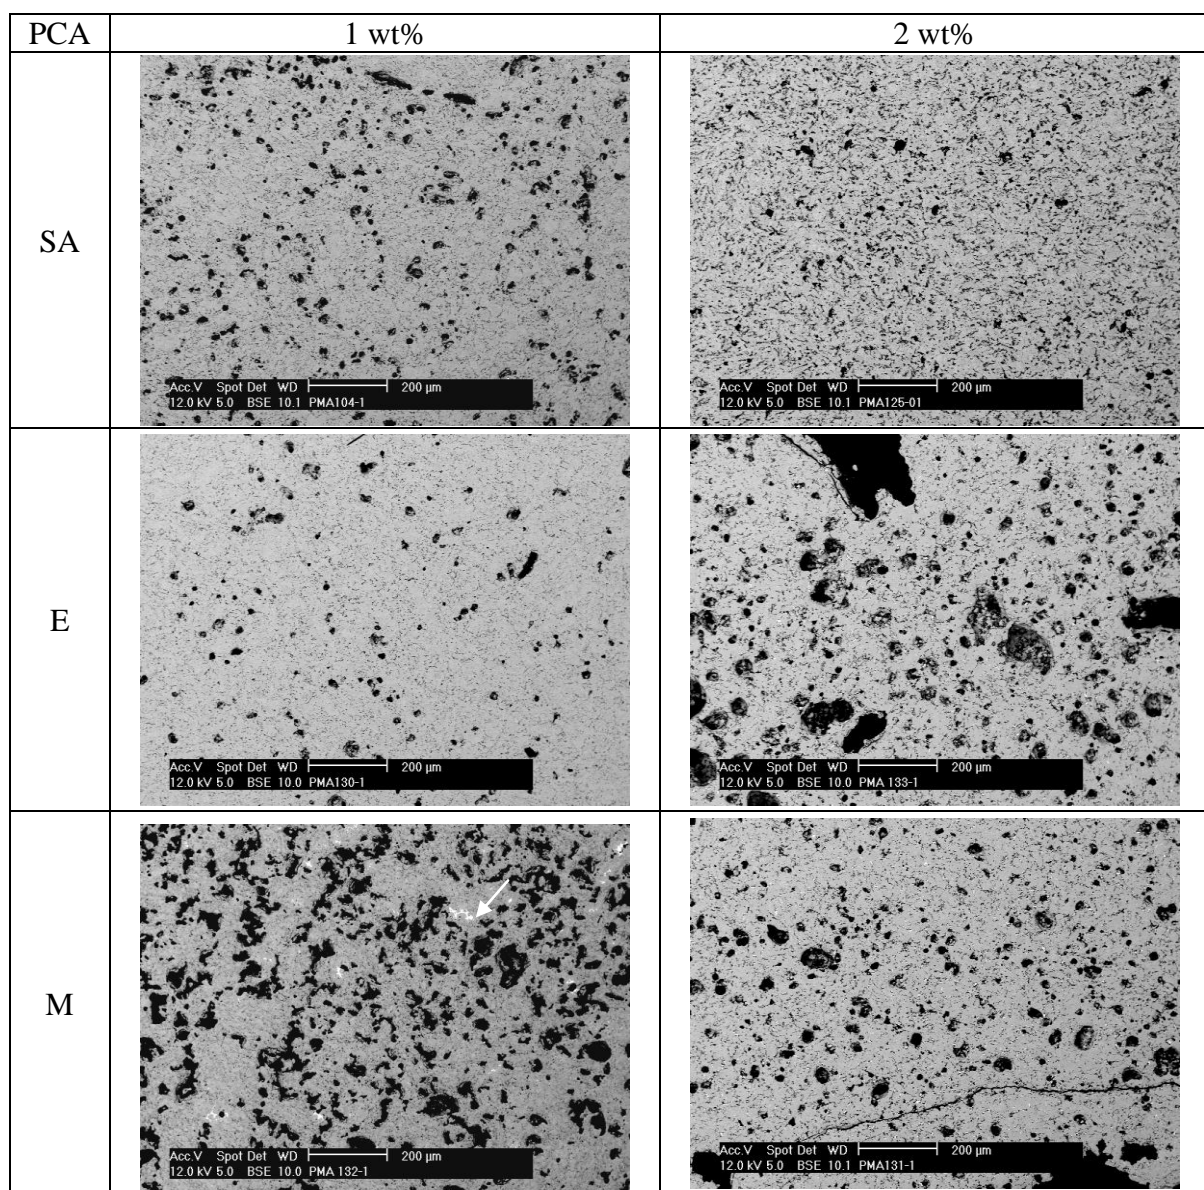 PCA 1 wt% 2 wt%
SA
Acc.V Spot Det WD 200 µm
12.0 kV 5.0 BSE 10.1 PMA104-1
Acc.V Spot Det WD 200 µm
12.0 kV 5.0 BSE 10.1 PMA125-01
E
Acc.V Spot Det WD 200 µm
12.0 kV 5.0 BSE 10.0 PMA130-1
Acc.V Spot Det WD 200 µm
12.0 kV 5.0 BSE 10.0 PMA 133-1
M
Acc.V Spot Det WD 200 µm
12.0 kV 5.0 BSE 10.0 PMA 132-1
Acc.V Spot Det WD 200 µm
12.0 kV 5.0 BSE 10.1 PMA131-1